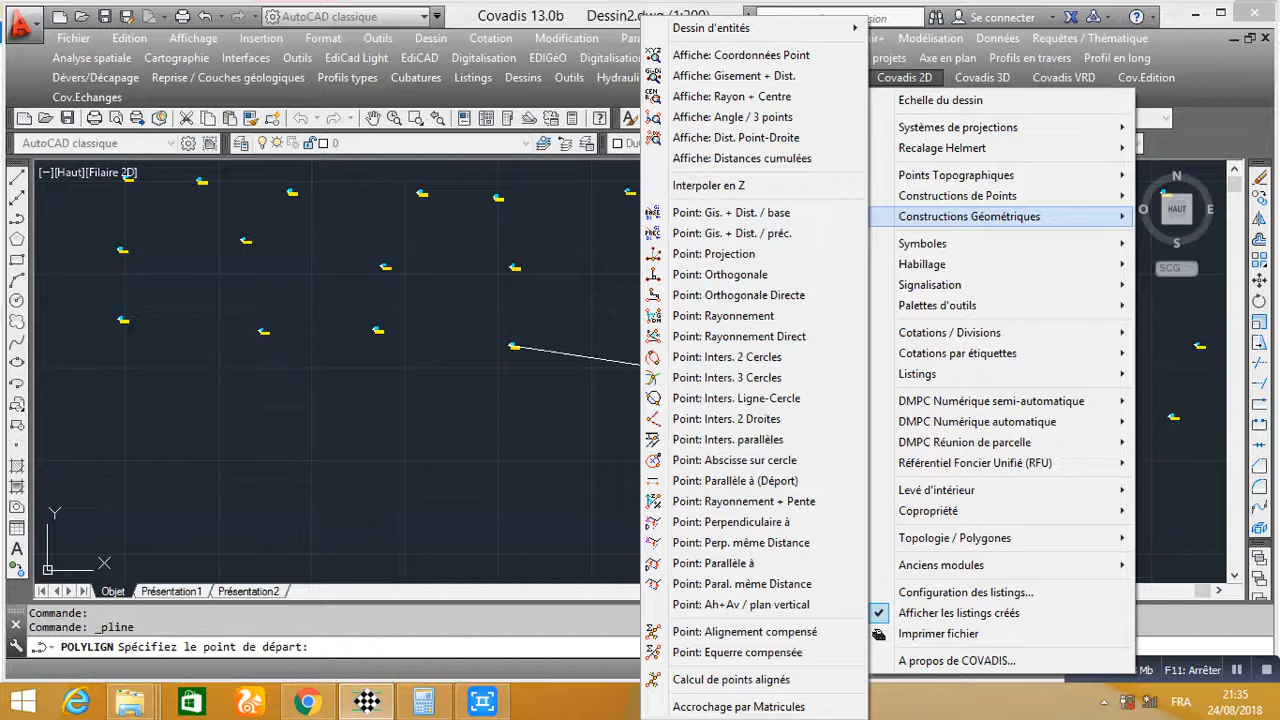 AutoCAD classique
Covadis 13.0b
Dessin2.dwg (1:200)
Se connecter
Fichier
Edition
Affichage
Insertion
Format
Outils
Dessin
Cotation
Modification
Modélisation
Données
Requêtes / Thématique
Analyse spatiale
Cartographie
Interfaces
Outils
EdiCad Light
EdiCAD
Digitalisation
EDIGéO
projets
Axe en plan
Profils en travers
Profil en long
Dévers/Décapage
Reprise / Couches géologiques
Profils types
Cubatures
Listings
Dessins
Outils
Covadis 2D
Covadis 3D
Covadis VRD
Cov.Edition
Cov.Echanges
AutoCAD classique
0
[−][Haut][Filaire 2D]
Dessin d'entités
Affiche: Coordonnées Point
Affiche: Gisement + Dist.
Affiche: Rayon + Centre
Affiche: Angle / 3 points
Affiche: Dist. Point-Droite
Affiche: Distances cumulées
Interpoler en Z
Point: Gis. + Dist. / base
Point: Gis. + Dist. / préc.
Point: Projection
Point: Orthogonale
Point: Orthogonale Directe
Point: Rayonnement
Point: Rayonnement Direct
Point: Inters. 2 Cercles
Point: Inters. 3 Cercles
Point: Inters. Ligne-Cercle
Point: Inters. 2 Droites
Point: Inters. parallèles
Point: Abscisse sur cercle
Point: Parallèle à (Déport)
Point: Rayonnement + Pente
Point: Perpendiculaire à
Point: Perp. même Distance
Point: Parallèle à
Point: Paral. même Distance
Point: Ah+Av / plan vertical
Point: Alignement compensé
Point: Equerre compensée
Calcul de points alignés
Accrochage par Matricules
Echelle du dessin
Systèmes de projections
Recalage Helmert
Points Topographiques
Constructions de Points
Constructions Géométriques
Symboles
Habillage
Signalisation
Palettes d'outils
Cotations / Divisions
Cotations par étiquettes
Listings
DMPC Numérique semi-automatique
DMPC Numérique automatique
DMPC Réunion de parcelle
Référentiel Foncier Unifié (RFU)
Levé d'intérieur
Copropriété
Topologie / Polygones
Anciens modules
Configuration des listings...
Afficher les listings créés
Imprimer fichier
A propos de COVADIS...
N
O
HAUT
E
S
SCG
Y
X
Objet
Présentation1
Présentation2
Commande:
Commande: _pline
POLYLIGN Spécifiez le point de départ:
Mb
F11: Arrêter
FRA
21:35
24/08/2018